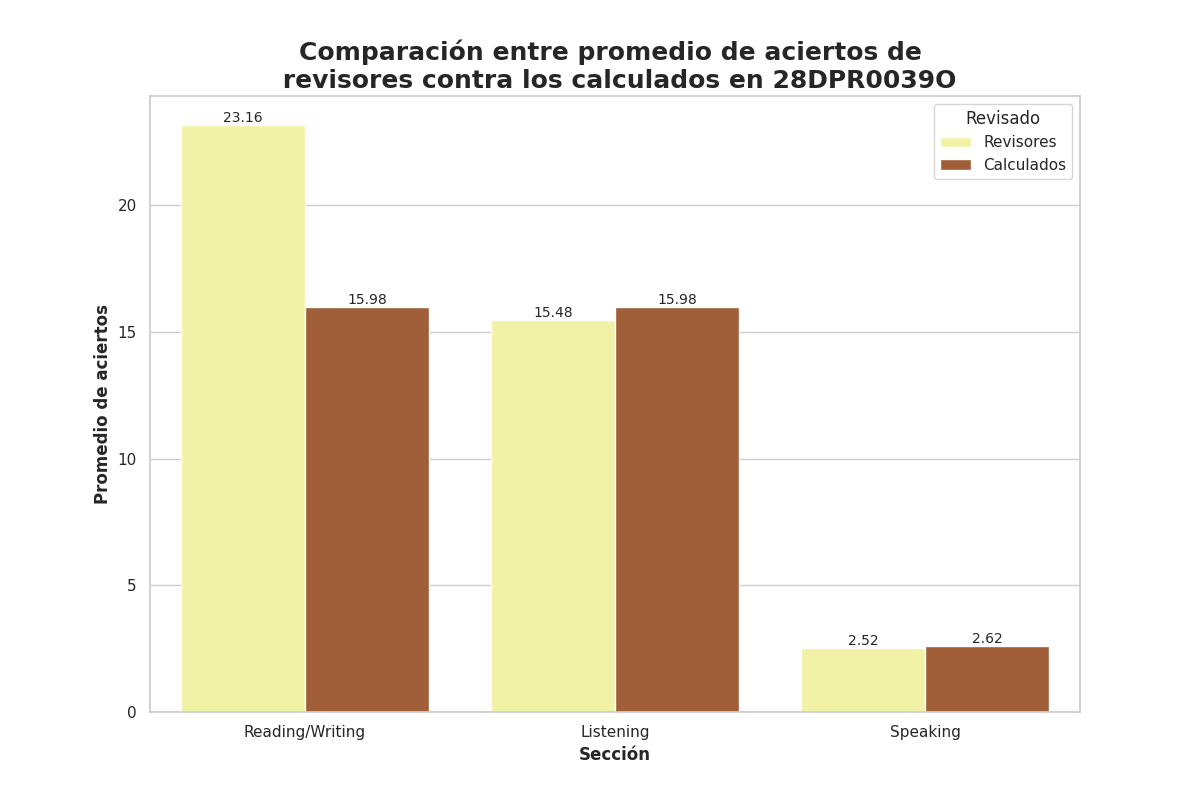 Comparación entre promedio de aciertos de
revisores contra los calculados en 28DPR0039O
Revisado
Revisores
Calculados
23.16
15.98
15.48
15.98
2.52
2.62
20
15
10
5
0
Promedio de aciertos
Reading/Writing
Listening
Speaking
Sección